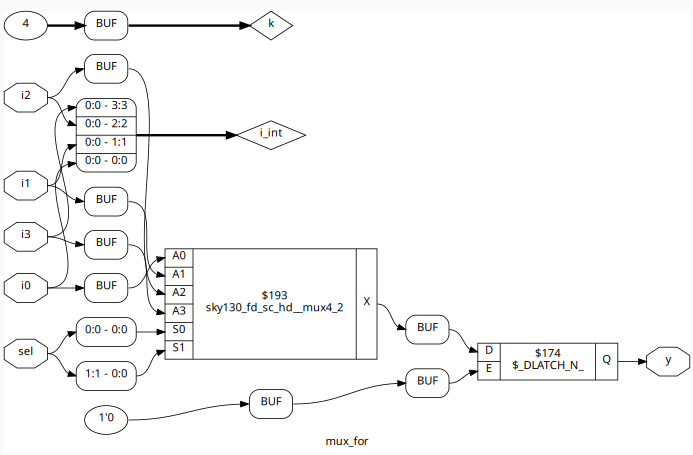 4
BUF
k
i2
BUF
0:0 - 3:3
0:0 - 2:2
0:0 - 1:1
0:0 - 0:0
i_int
i1
BUF
i3
BUF
i0
BUF
A0
A1
A2
A3
S0
S1
$193
sky130_fd_sc_hd__mux4_2
X
sel
0:0 - 0:0
1:1 - 0:0
BUF
D
E
$174
$_DLATCH_N_
Q
y
1'0
BUF
BUF
mux_for